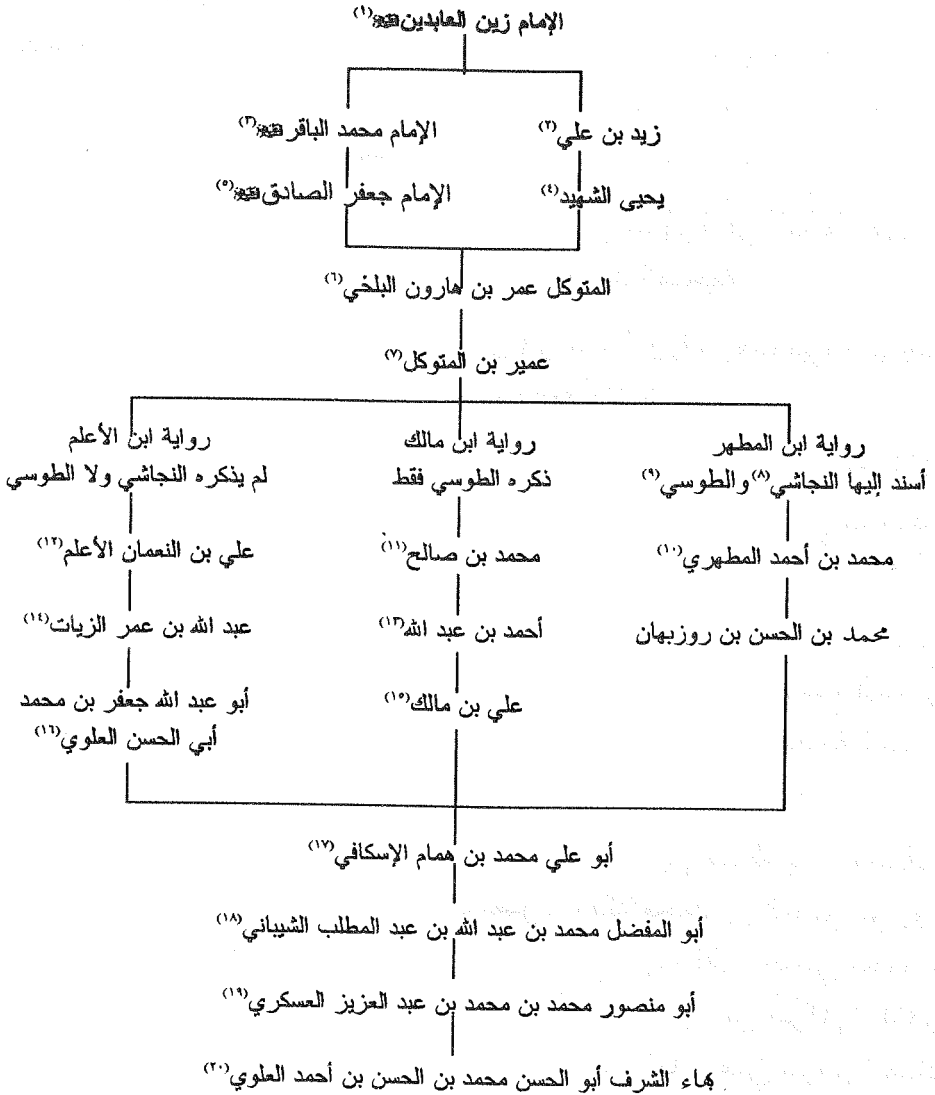 الإمام زين العابدين(١)
زيد بن علي(٢)
الإمام محمد الباقر(٣)
يحيى الشهيد(٤)
الإمام جعفر الصادق(٥)
المتوكل عمر بن هارون البلخي(٦)
عمير بن المتوكل(٧)
رواية ابن المطهر
رواية ابن مالك
رواية ابن الأعلم
أسند إليها النجاشي(٨) والطوسي(٩)
ذكره الطوسي فقط
لم يذكره النجاشي ولا الطوسي
محمد بن أحمد المطهري(١٠)
محمد بن صالح(١١)
علي بن النعمان الأعلم(١٢)
محمد بن الحسن بن روزبهان
أحمد بن عبد الله(١٣)
عبد الله بن عمر الزيات(١٤)
علي بن مالك(١٥)
أبو عبد الله جعفر بن محمد
أبي الحسن العلوي(١٦)
أبو علي محمد بن همام الإسكافي(١٧)
أبو المفضل محمد بن عبد الله بن عبد المطلب الشيباني(١٨)
أبو منصور محمد بن محمد بن عبد العزيز العسكري(١٩)
بهاء الشرف أبو الحسن محمد بن الحسن بن أحمد العلوي(٢٠)